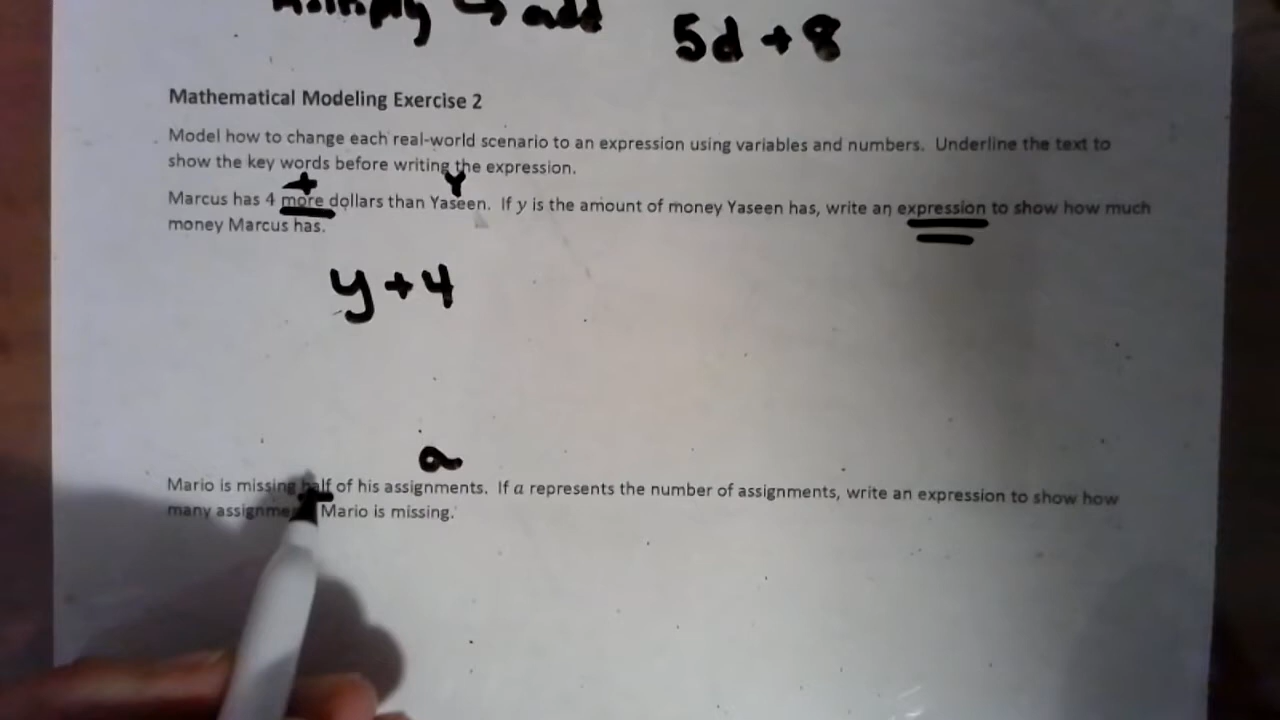 multiply → add 5d + 8
Mathematical Modeling Exercise 2
Model how to change each real-world scenario to an expression using variables and numbers. Underline the text to
show the key words before writing the expression.
+ Y
Marcus has 4 more dollars than Yaseen. If y is the amount of money Yaseen has, write an expression to show how much
money Marcus has.
y + 4
a
Mario is missing half of his assignments. If a represents the number of assignments, write an expression to show how
many Mario is missing.